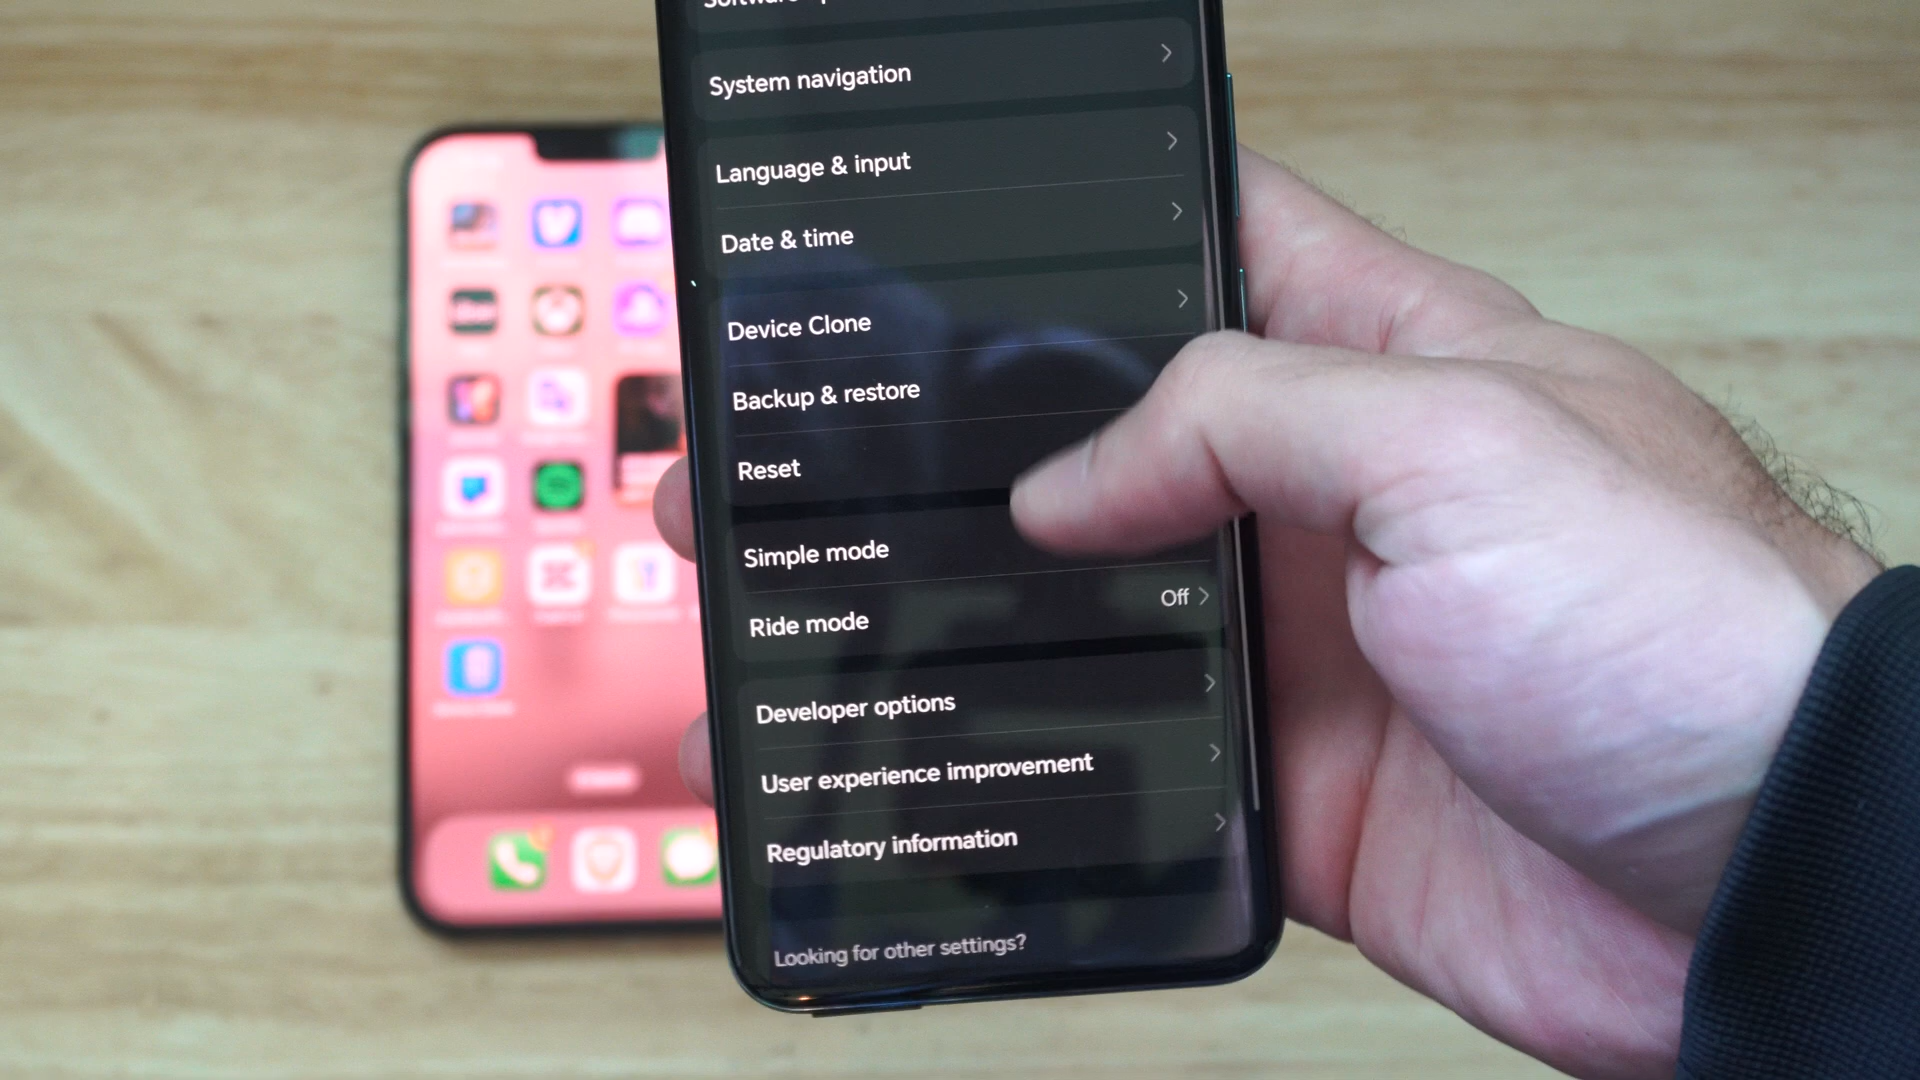 System navigation
Language & input
Date & time
Device Clone
Backup & restore
Reset
Simple mode
Ride mode
Off
Developer options
User experience improvement
Regulatory information
Looking for other settings?